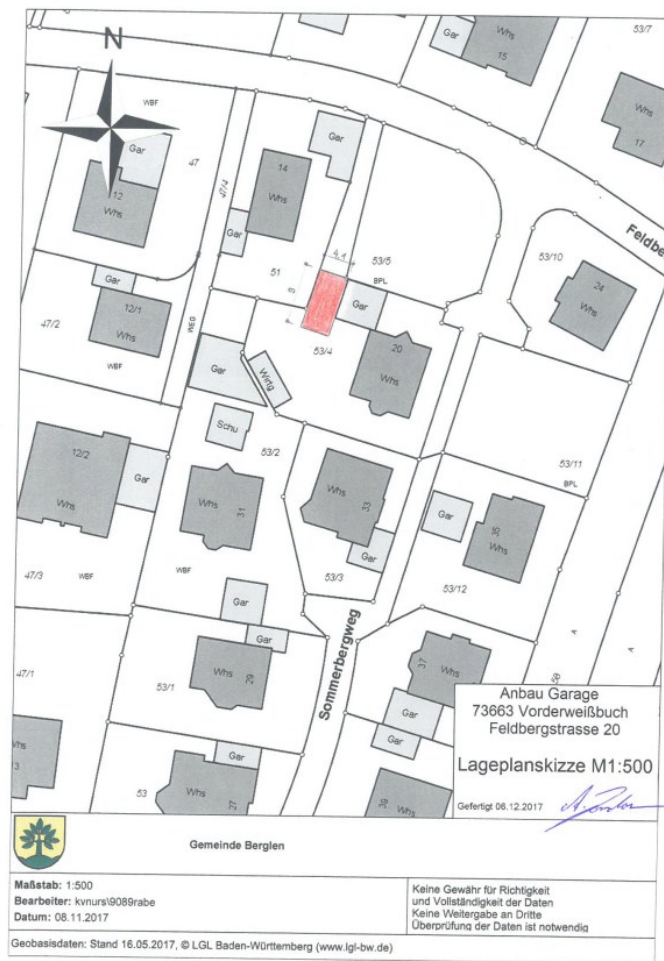 53/7
Whs
15
Gar
Whs
17
N
WBF
Gar
47
12
Whs
47/4
14
Whs
Gar
Gar
51
4,1
53/5
BPL
53/10
24
Whs
Gar
12/1
Whs
47/2
WEG
WBF
Gar
53/4
20
Whs
Gar
Wirtg
Schu
53/2
12/2
Whs
Gar
Whs
31
Whs
33
Gar
53/3
53/11
BPL
Gar
35
Whs
53/12
47/3
WBF
WBF
Gar
Gar
Whs
29
53/1
47/1
Sommerbergweg
37
Whs
Gar
Gar
A
A
Whs
13
53
Gar
Whs
27
Whs
Anbau Garage
73663 Vorderweißbuch
Feldbergstrasse 20
Lageplanskizze M1:500
Gefertigt 06.12.2017
Gemeinde Berglen
Maßstab: 1:500
Bearbeiter: kvnurs\9089rabe
Datum: 08.11.2017
Keine Gewähr für Richtigkeit
und Vollständigkeit der Daten
Keine Weitergabe an Dritte
Überprüfung der Daten ist notwendig
Geobasisdaten: Stand 16.05.2017, © LGL Baden-Württemberg (www.lgl-bw.de)